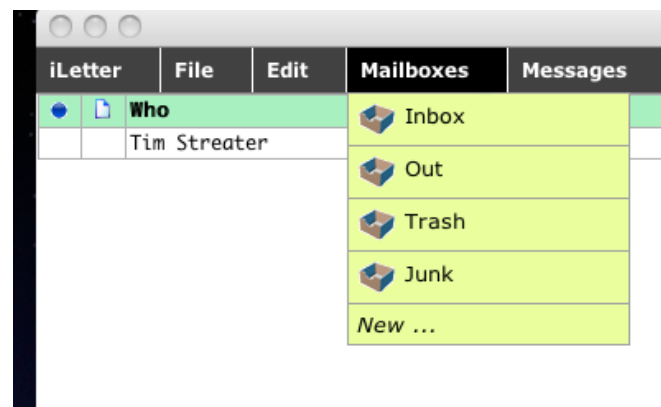 iLetter File Edit Mailboxes Messages
Who
Tim Streater
Inbox
Out
Trash
Junk
New ...